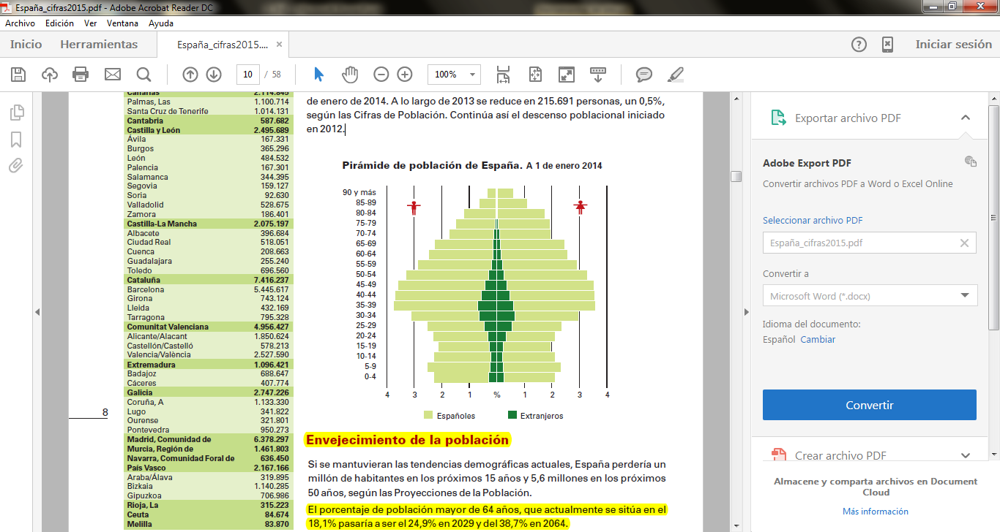 España_cifras2015.pdf - Adobe Acrobat Reader DC
Archivo Edición Ver Ventana Ayuda
Inicio Herramientas España_cifras2015.... × Iniciar sesión
10 / 58 100%
Canarias 2.114.845
Palmas, Las 1.100.714
Santa Cruz de Tenerife 1.014.131
Cantabria 587.682
Castilla y León 2.495.689
Ávila 167.331
Burgos 365.296
León 484.532
Palencia 167.301
Salamanca 344.395
Segovia 159.127
Soria 92.630
Valladolid 528.675
Zamora 186.401
Castilla-La Mancha 2.075.197
Albacete 396.684
Ciudad Real 518.051
Cuenca 208.663
Guadalajara 255.240
Toledo 696.560
Cataluña 7.416.237
Barcelona 5.445.617
Girona 743.124
Lleida 432.169
Tarragona 795.328
Comunitat Valenciana 4.956.427
Alicante/Alacant 1.850.624
Castellón/Castelló 578.213
Valencia/València 2.527.590
Extremadura 1.096.421
Badajoz 688.647
Cáceres 407.774
Galicia 2.747.226
Coruña, A 1.133.330
Lugo 341.822
Ourense 321.801
Pontevedra 950.273
Madrid, Comunidad de 6.378.297
Murcia, Región de 1.461.803
Navarra, Comunidad Foral de 636.450
País Vasco 2.167.166
Araba/Álava 319.895
Bizkaia 1.140.285
Gipuzkoa 706.986
Rioja, La 315.223
Ceuta 84.674
Melilla 83.870
8
de enero de 2014. A lo largo de 2013 se reduce en 215.691 personas, un 0,5%,
según las Cifras de Población. Continúa así el descenso poblacional iniciado
en 2012.
Pirámide de población de España. A 1 de enero 2014
90 y más
85-89
80-84
75-79
70-74
65-69
60-64
55-59
50-54
45-49
40-44
35-39
30-34
25-29
20-24
15-19
10-14
5-9
0-4
4 3 2 1 % 1 2 3 4
Españoles Extranjeros
Envejecimiento de la población
Si se mantuvieran las tendencias demográficas actuales, España perdería un
millón de habitantes en los próximos 15 años y 5,6 millones en los próximos
50 años, según las Proyecciones de la Población.
El porcentaje de población mayor de 64 años, que actualmente se sitúa en el
18,1% pasaría a ser el 24,9% en 2029 y del 38,7% en 2064.
Exportar archivo PDF
Adobe Export PDF
Convertir archivos PDF a Word o Excel Online
Seleccionar archivo PDF
España_cifras2015.pdf
Convertir a
Microsoft Word (*.docx)
Idioma del documento:
Español Cambiar
Convertir
Crear archivo PDF
Almacene y comparta archivos en Document
Cloud
Más información